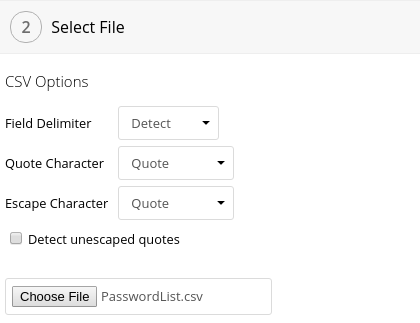 2 Select File
CSV Options
Field Delimiter Detect
Quote Character Quote
Escape Character Quote
Detect unescaped quotes
Choose File PasswordList.csv